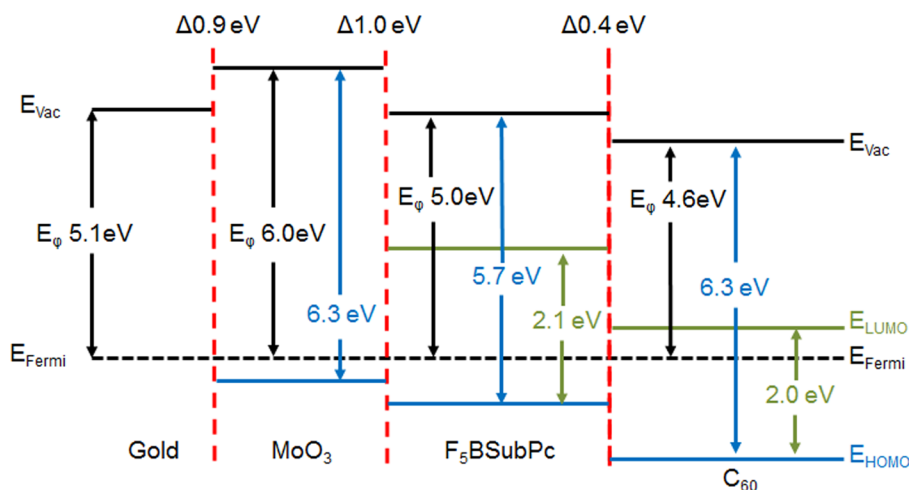 Δ0.9 eV Δ1.0 eV Δ0.4 eV
E_Vac
E_Vac
E_φ 5.1eV
E_φ 6.0eV
E_φ 5.0eV
E_φ 4.6eV
5.7 eV
6.3 eV
6.3 eV
2.1 eV
E_LUMO
E_Fermi
E_Fermi
2.0 eV
Gold MoO₃ F₅BSubPc
E_HOMO
C₆₀